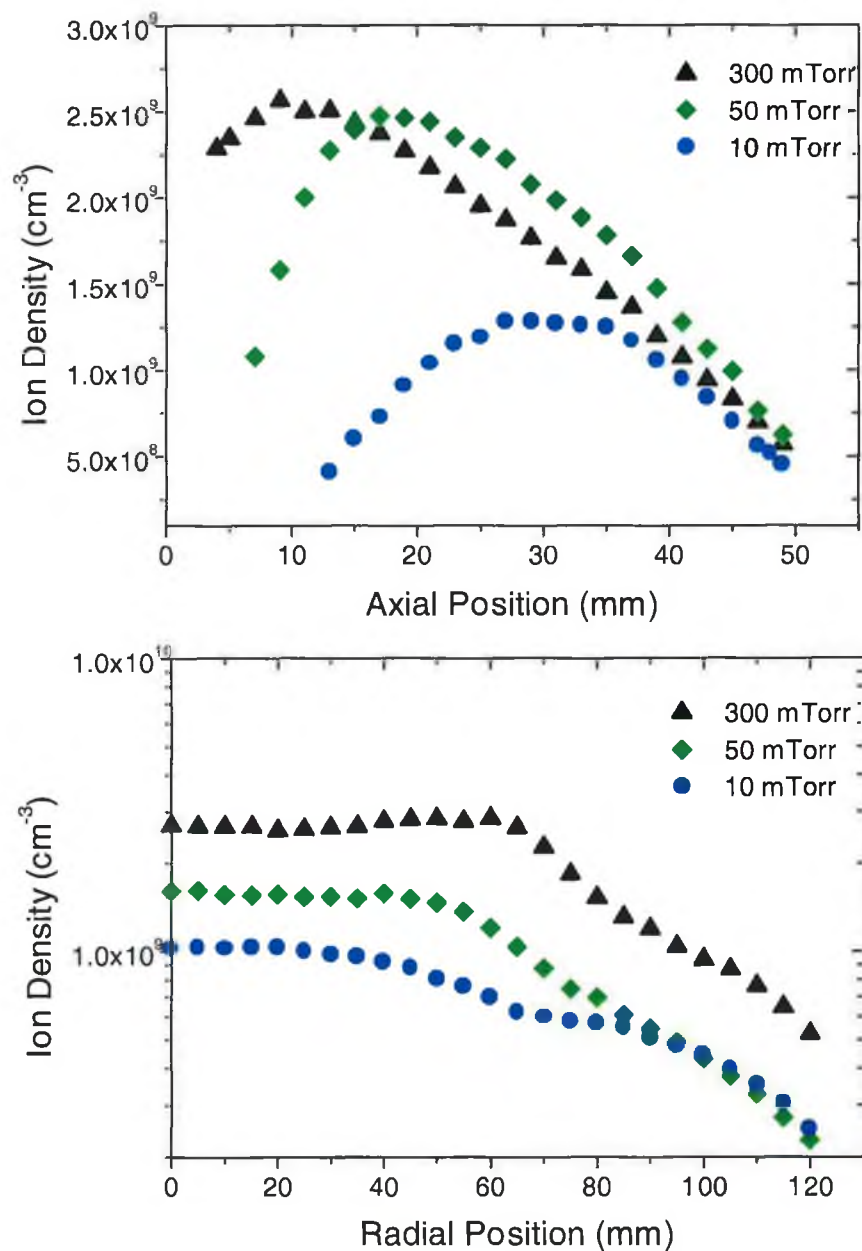 3.0x10⁹
2.5x10⁹
2.0x10⁹
1.5x10⁹
1.0x10⁹
5.0x10⁸
Ion Density (cm⁻³)
300 mTorr
50 mTorr
10 mTorr
0 10 20 30 40 50
Axial Position (mm)
1.0x10¹⁰
1.0x10⁹
Ion Density (cm⁻³)
300 mTorr
50 mTorr
10 mTorr
0 20 40 60 80 100 120
Radial Position (mm)